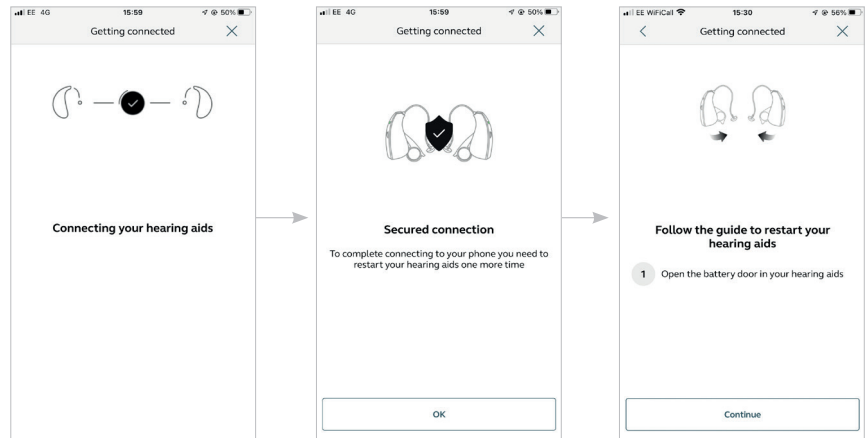 EE 4G 15:59 50%
Getting connected
Connecting your hearing aids
EE 4G 15:59 50%
Getting connected
Secured connection
To complete connecting to your phone you need to
restart your hearing aids one more time
OK
EE WiFiCall 15:30 56%
Getting connected
Follow the guide to restart your
hearing aids
1 Open the battery door in your hearing aids
Continue